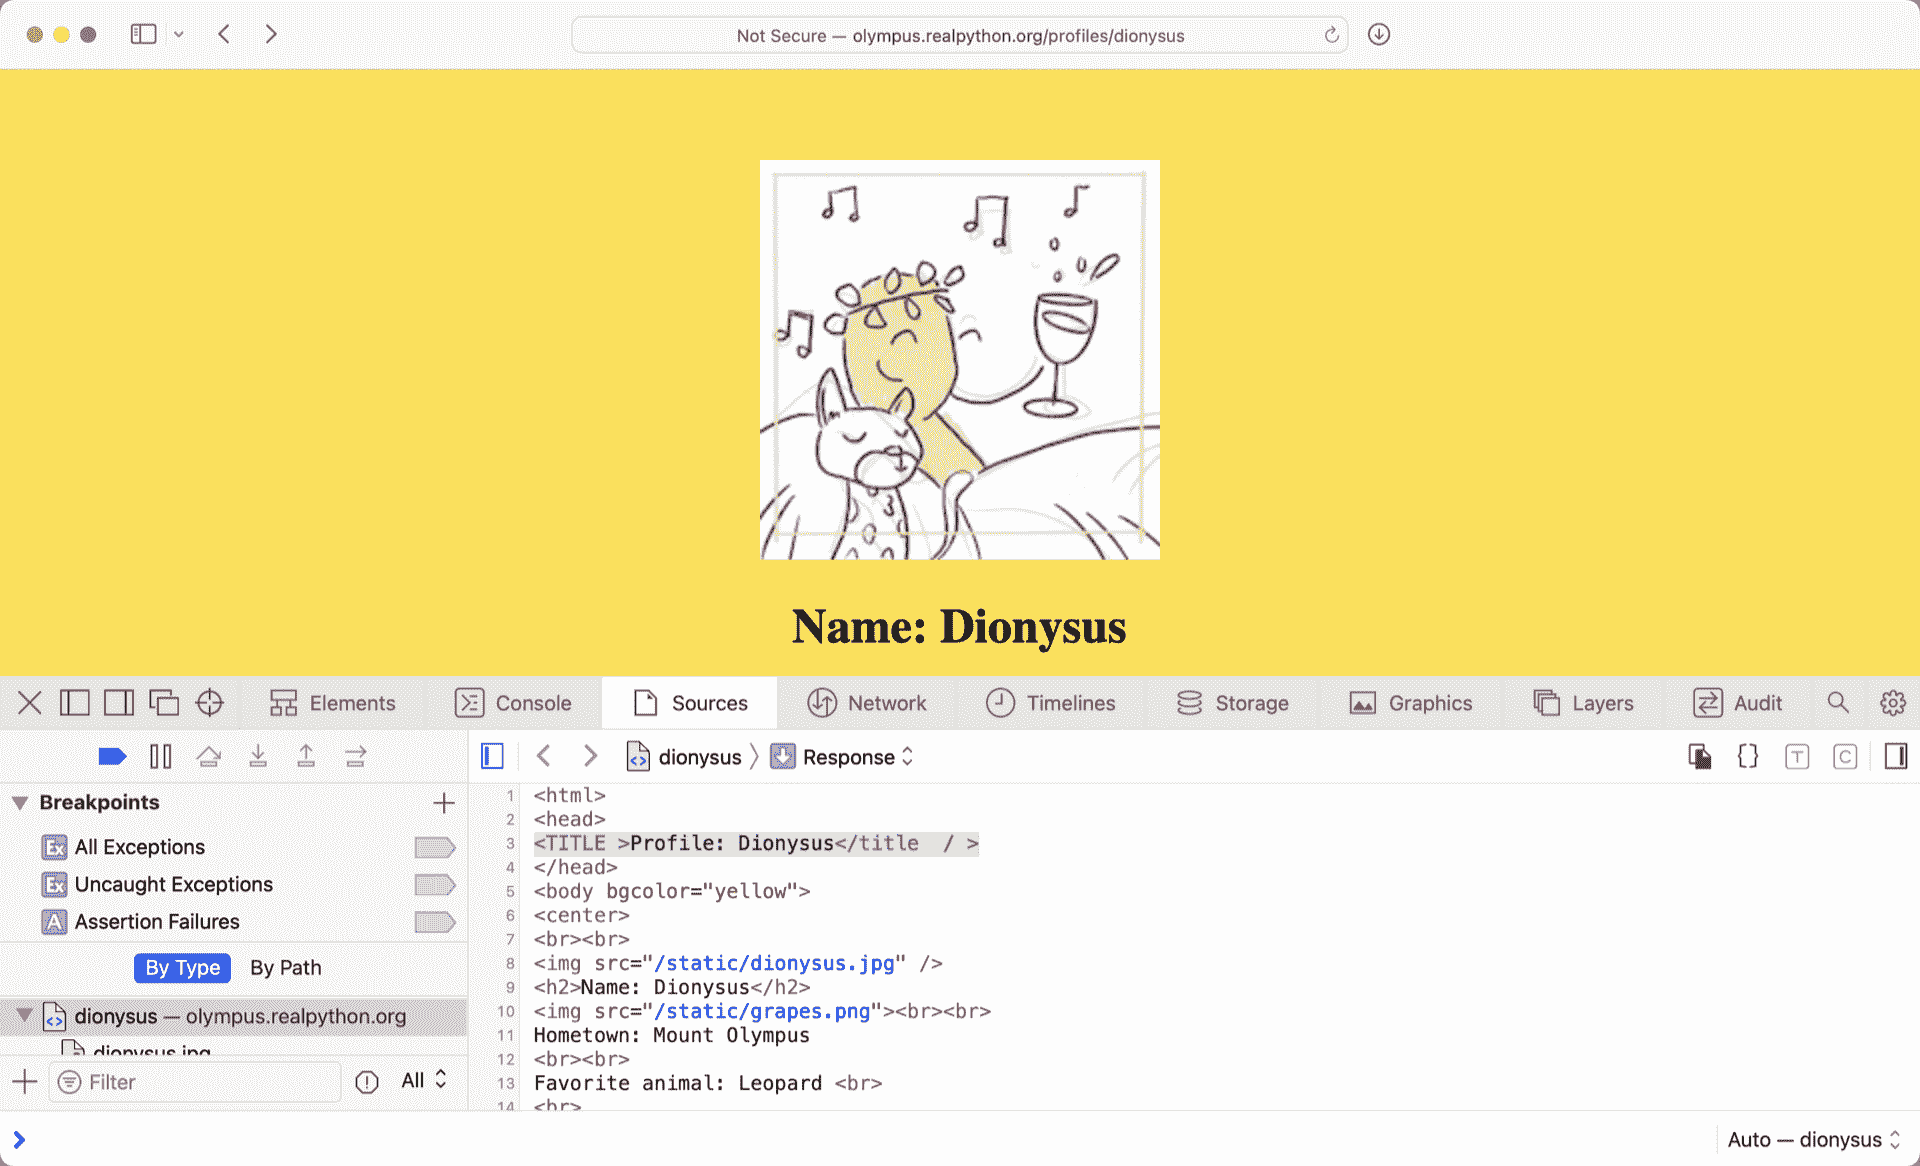 Not Secure — olympus.realpython.org/profiles/dionysus
Name: Dionysus
Elements Console Sources Network Timelines Storage Graphics Layers Audit
dionysus Response T C
Breakpoints
Ex All Exceptions
Ex Uncaught Exceptions
A Assertion Failures
By Type By Path
dionysus — olympus.realpython.org
dionysus.jpg
Filter All
1 <html>
2 <head>
3 <TITLE >Profile: Dionysus</title  / >
4 </head>
5 <body bgcolor="yellow">
6 <center>
7 <br><br>
8 <img src="/static/dionysus.jpg" />
9 <h2>Name: Dionysus</h2>
10 <img src="/static/grapes.png"><br><br>
11 Hometown: Mount Olympus
12 <br><br>
13 Favorite animal: Leopard <br>
14 <br>
Auto — dionysus